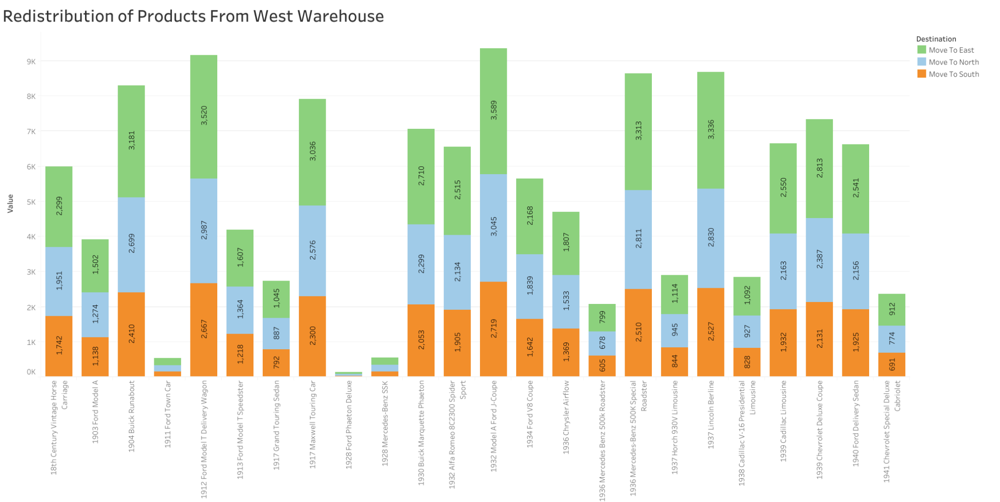 Redistribution of Products From West Warehouse
Destination
Move To East
Move To North
Move To South
Value
9K
8K
7K
6K
5K
4K
3K
2K
1K
0K
2,299
1,951
1,742
1,502
1,274
1,138
3,181
2,699
2,410
3,520
2,987
2,667
1,607
1,364
1,218
1,045
887
792
3,036
2,576
2,300
2,710
2,299
2,053
2,515
2,134
1,905
3,589
3,045
2,719
2,168
1,839
1,642
1,807
1,533
1,369
799
678
605
3,313
2,811
2,510
1,114
945
844
3,336
2,830
2,527
1,092
927
828
2,550
2,163
1,932
2,813
2,387
2,131
2,541
2,156
1,925
912
774
691
18th Century Vintage Horse
Carriage
1903 Ford Model A
1904 Buick Runabout
1911 Ford Town Car
1912 Ford Model T Delivery Wagon
1913 Ford Model T Speedster
1917 Grand Touring Sedan
1917 Maxwell Touring Car
1928 Ford Phaeton Deluxe
1928 Mercedes-Benz SSK
1930 Buick Marquette Phaeton
1932 Alfa Romeo 8C2300 Spider
Sport
1932 Model A Ford J-Coupe
1934 Ford V8 Coupe
1936 Chrysler Airflow
1936 Mercedes Benz 500k Roadster
1936 Mercedes-Benz 500K Special
Roadster
1937 Horch 930V Limousine
1937 Lincoln Berline
1938 Cadillac V-16 Presidential
Limousine
1939 Cadillac Limousine
1939 Chevrolet Deluxe Coupe
1940 Ford Delivery Sedan
1941 Chevrolet Special Deluxe
Cabriolet